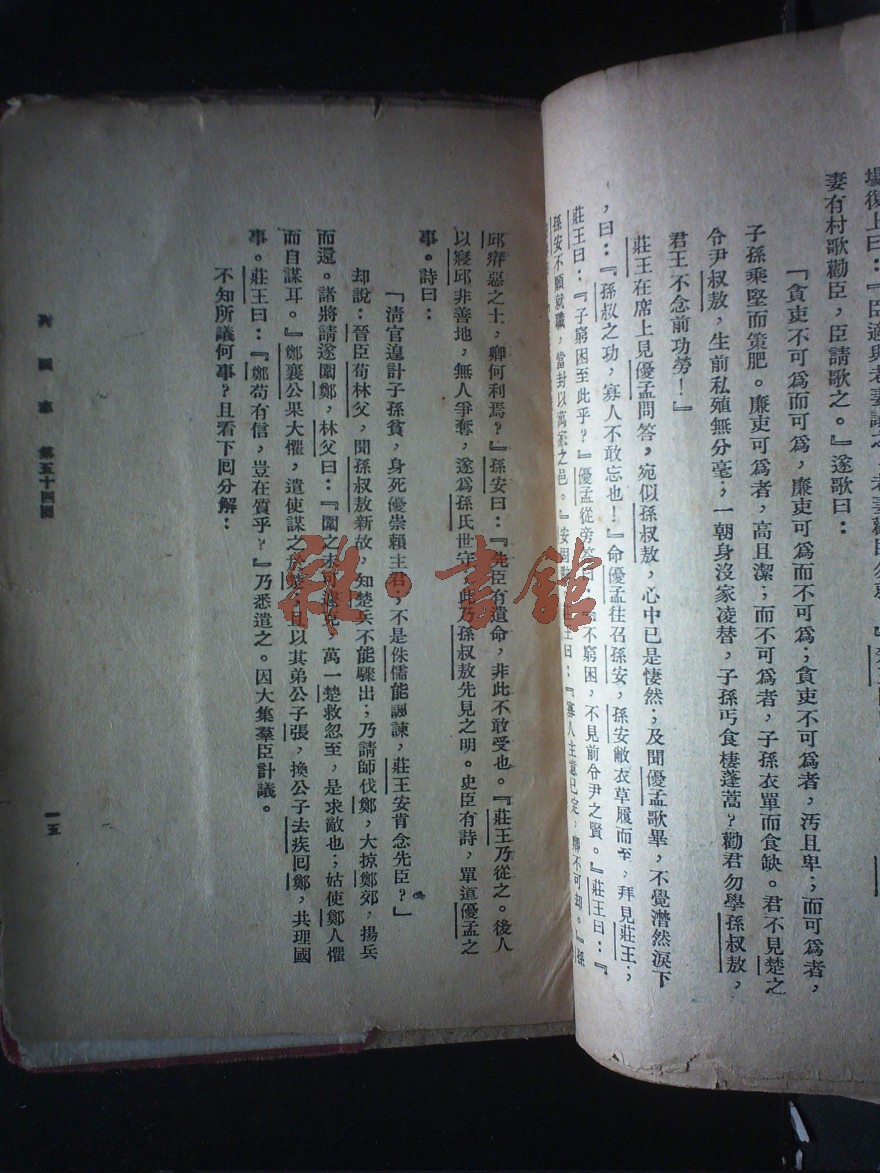 場復上曰：『臣適與老妻議之，老妻勸臣勿
妻有村歌勸臣，臣請歌之。』遂歌曰：
「貪吏不可爲而可爲，廉吏可爲而不可爲；貪吏不可爲者，汚且卑；而可爲者，
子孫乘堅而策肥。廉吏可爲者，高且潔；而不可爲者，子孫衣單而食缺。君不見楚之
令尹叔敖，生前私殖無分毫；一朝身沒家凌替，子孫丐食棲蓬蒿？勸君勿學孫叔敖，
君王不念前功勞！』
莊王在席上見優孟問答，宛似孫叔敖，心中已是悽然；及聞優孟歌畢，不覺潸然淚下
，曰：『孫叔之功，寡人不敢忘也！』命優孟往召孫安，孫安敝衣草履而至，拜見莊王；
莊王曰：『子窮困至此乎？』優孟從旁答曰：『不窮困，不見前令尹之賢。』莊王曰：『
孫安不願就職，當封以萬家之邑。』安固 王曰：『寡人主意已定，卿不可却。』孫
邱瘠惡之土，卿何利焉？』孫安曰：『先臣有遺命，非此不敢受也。『莊王乃從之。後人
以寢邱非善地，無人爭奪，遂爲孫氏世守，此乃孫叔敖先見之明。史臣有詩，單道優孟之
事。詩曰：
「淸官遑計子孫貧，身死優崇賴主君，不是侏儒能諷諫，莊王安肯念先臣？」
却說：晉臣荀林父，聞孫叔敖新故，知楚兵不能驟出；乃請師伐鄭，大掠鄭郊，揚兵
而還。諸將請遂圍鄭，林父曰：『圍之未可 克，萬一楚救忽至，是求敵也；姑使鄭人懼
而自謀耳。』鄭襄公果大懼，遣使謀之於楚，且以其弟公子張，換公子去疾囘鄭，共理國
事。莊王曰：『鄭苟有信，豈在質乎？』乃悉遣之。因大集羣臣計議。
不知所議何事？且看下囘分解：
列國志 第五十四囘
一五
雜·書館